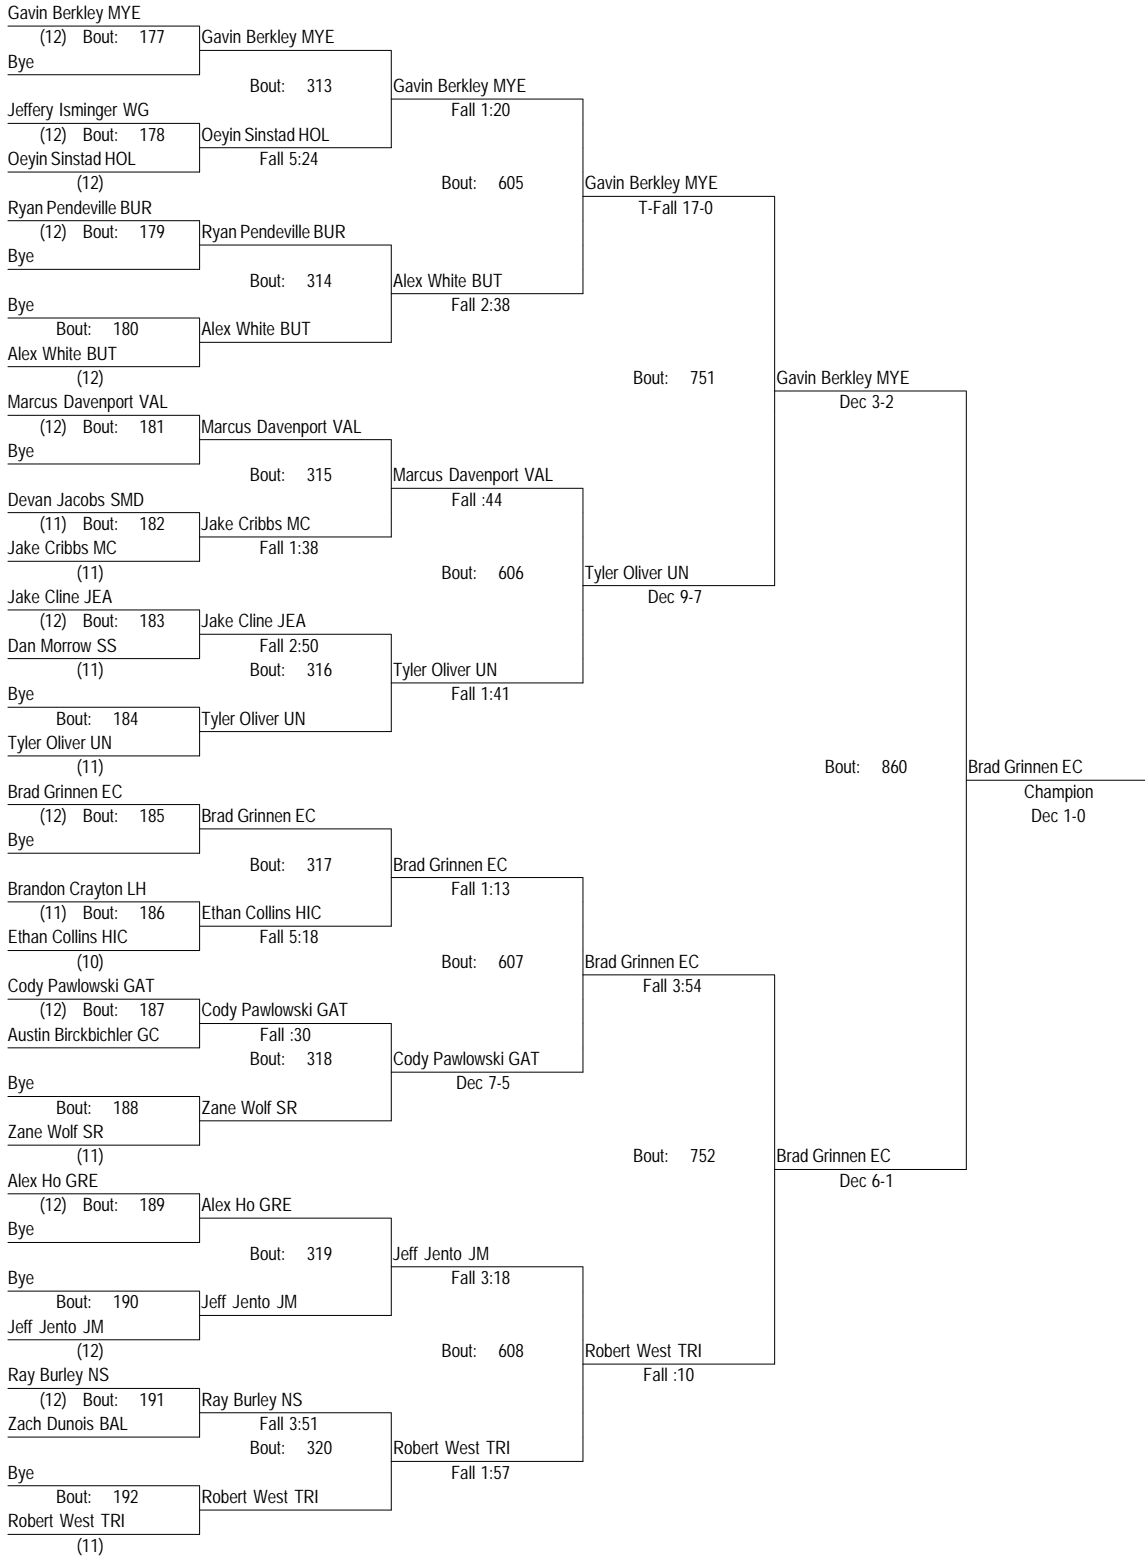 Gavin Berkley MYE
(12) Bout: 177 Gavin Berkley MYE
Bye
Bout: 313 Gavin Berkley MYE
Jeffery Isminger WG Fall 1:20
(12) Bout: 178 Oeyin Sinstad HOL
Oeyin Sinstad HOL Fall 5:24
(12) Bout: 605 Gavin Berkley MYE
Ryan Pendeville BUR T-Fall 17-0
(12) Bout: 179 Ryan Pendeville BUR
Bye
Bout: 314 Alex White BUT
Bye Fall 2:38
Bout: 180 Alex White BUT
Alex White BUT
(12) Bout: 751 Gavin Berkley MYE
Marcus Davenport VAL Dec 3-2
(12) Bout: 181 Marcus Davenport VAL
Bye
Bout: 315 Marcus Davenport VAL
Devan Jacobs SMD Fall :44
(11) Bout: 182 Jake Cribbs MC
Jake Cribbs MC Fall 1:38
(11) Bout: 606 Tyler Oliver UN
Jake Cline JEA Dec 9-7
(12) Bout: 183 Jake Cline JEA
Dan Morrow SS Fall 2:50
(11) Bout: 316 Tyler Oliver UN
Bye Fall 1:41
Bout: 184 Tyler Oliver UN
Tyler Oliver UN
(11) Bout: 860 Brad Grinnen EC
Brad Grinnen EC Champion
(12) Bout: 185 Brad Grinnen EC Dec 1-0
Bye
Bout: 317 Brad Grinnen EC
Brandon Crayton LH Fall 1:13
(11) Bout: 186 Ethan Collins HIC
Ethan Collins HIC Fall 5:18
(10) Bout: 607 Brad Grinnen EC
Cody Pawlowski GAT Fall 3:54
(12) Bout: 187 Cody Pawlowski GAT
Austin Birckbichler GC Fall :30
Bout: 318 Cody Pawlowski GAT
Bye Dec 7-5
Bout: 188 Zane Wolf SR
Zane Wolf SR
(11) Bout: 752 Brad Grinnen EC
Alex Ho GRE Dec 6-1
(12) Bout: 189 Alex Ho GRE
Bye
Bout: 319 Jeff Jento JM
Bye Fall 3:18
Bout: 190 Jeff Jento JM
Jeff Jento JM
(12) Bout: 608 Robert West TRI
Ray Burley NS Fall :10
(12) Bout: 191 Ray Burley NS
Zach Dunois BAL Fall 3:51
Bout: 320 Robert West TRI
Bye Fall 1:57
Bout: 192 Robert West TRI
Robert West TRI
(11)